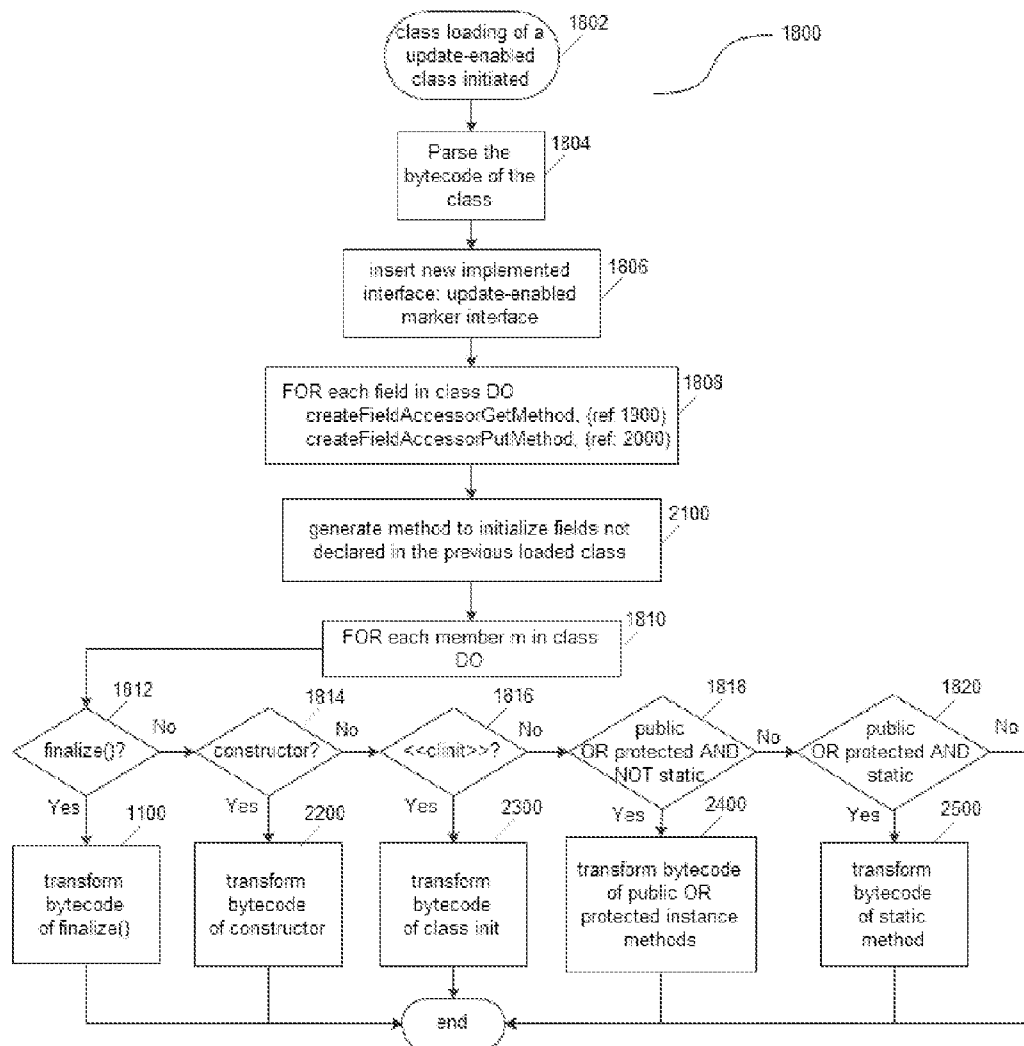 class loading of a
update-enabled
class initiated
1802
1800
Parse the
bytecode of the
class
1804
insert new implemented
interface: update-enabled
marker interface
1806
FOR each field in class DO
createFieldAccessorGetMethod, (ref 1900)
createFieldAccessorPutMethod, (ref: 2000)
1808
generate method to initialize fields not
declared in the previous loaded class
2100
FOR each member m in class
DO
1810
1812
finalize()?
No
Yes
1814
constructor?
No
Yes
1816
<<clinit>>?
No
Yes
1818
public
OR protected AND
NOT static
No
Yes
1820
public
OR protected AND
static
No
Yes
1100
transform
bytecode
of finalize()
2200
transform
bytecode
of constructor
2300
transform
bytecode
of class init
2400
transform bytecode
of public OR
protected instance
methods
2500
transform
bytecode
of static
method
end